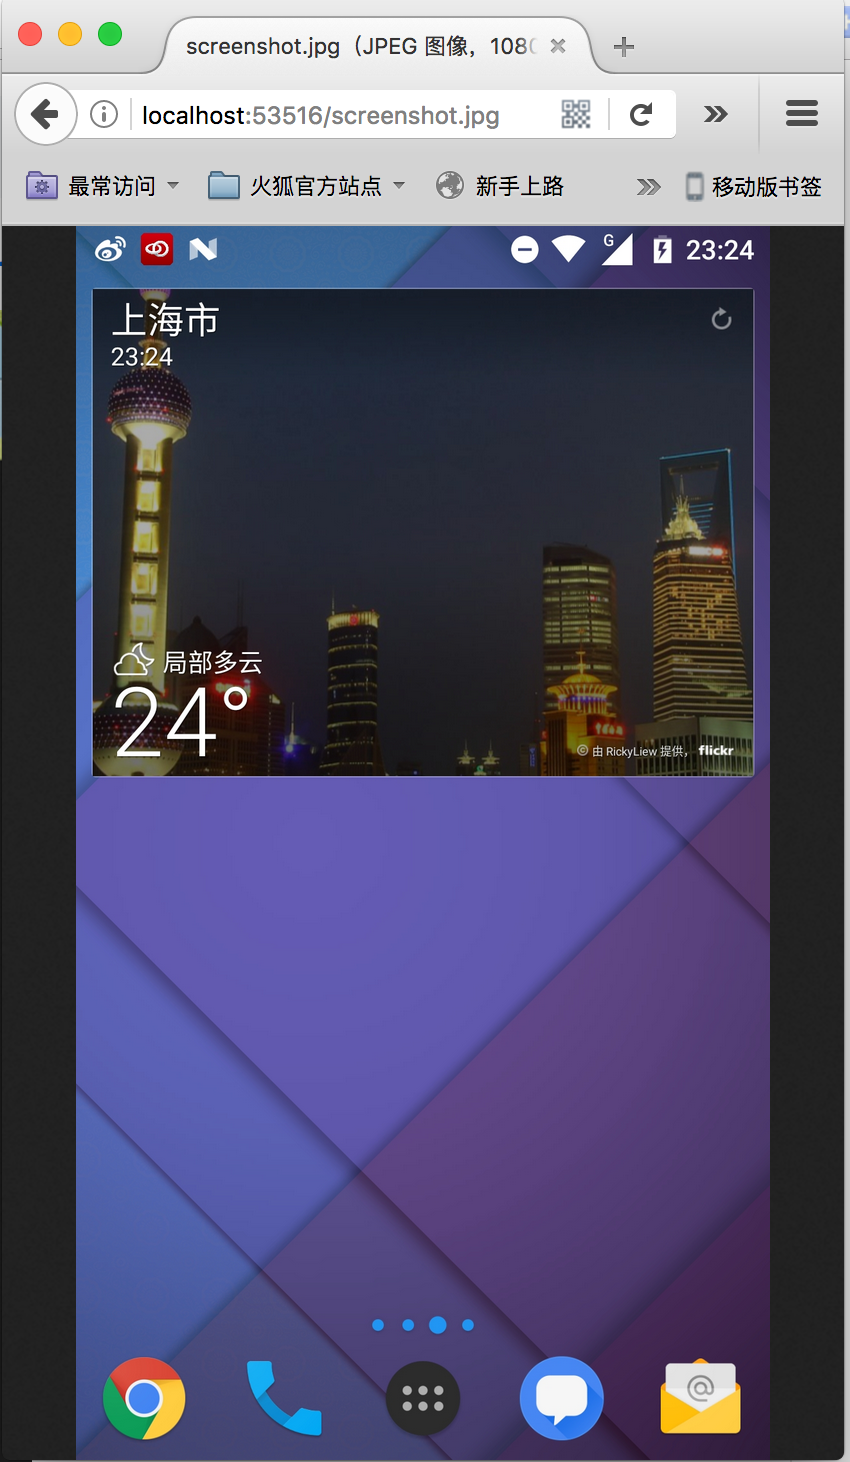 screenshot.jpg（JPEG 图像，1080
localhost:53516/screenshot.jpg
最常访问 火狐官方站点 新手上路 移动版书签
G 23:24
上海市
23:24
局部多云
24°
© 由 RickyLiew 提供， flickr
@